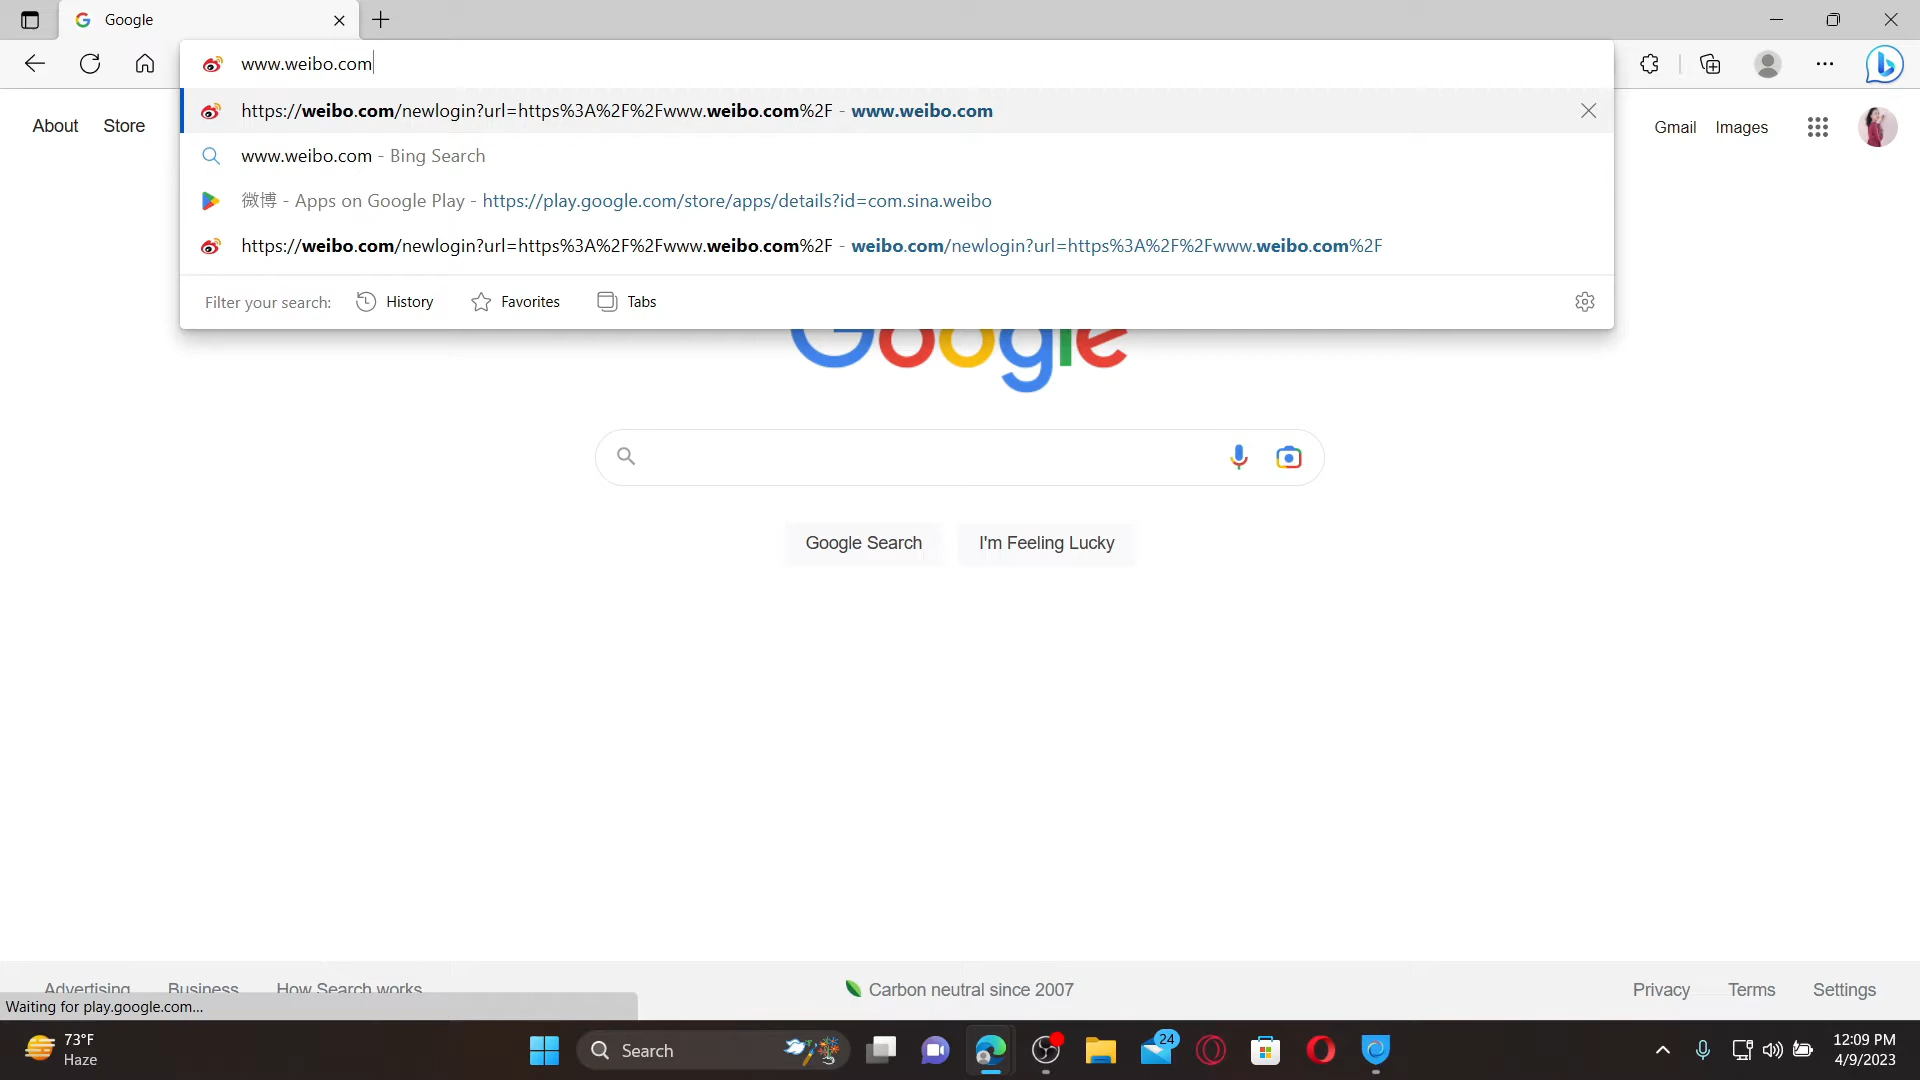 Google
www.weibo.com
https://weibo.com/newlogin?url=https%3A%2F%2Fwww.weibo.com%2F - www.weibo.com
www.weibo.com - Bing Search
微博 - Apps on Google Play - https://play.google.com/store/apps/details?id=com.sina.weibo
https://weibo.com/newlogin?url=https%3A%2F%2Fwww.weibo.com%2F - weibo.com/newlogin?url=https%3A%2F%2Fwww.weibo.com%2F
Filter your search: History Favorites Tabs
About Store Gmail Images
Google
Google Search I'm Feeling Lucky
Advertising Business How Search works Carbon neutral since 2007 Privacy Terms Settings
Waiting for play.google.com...
73°F
Haze
Search
24
12:09 PM
4/9/2023